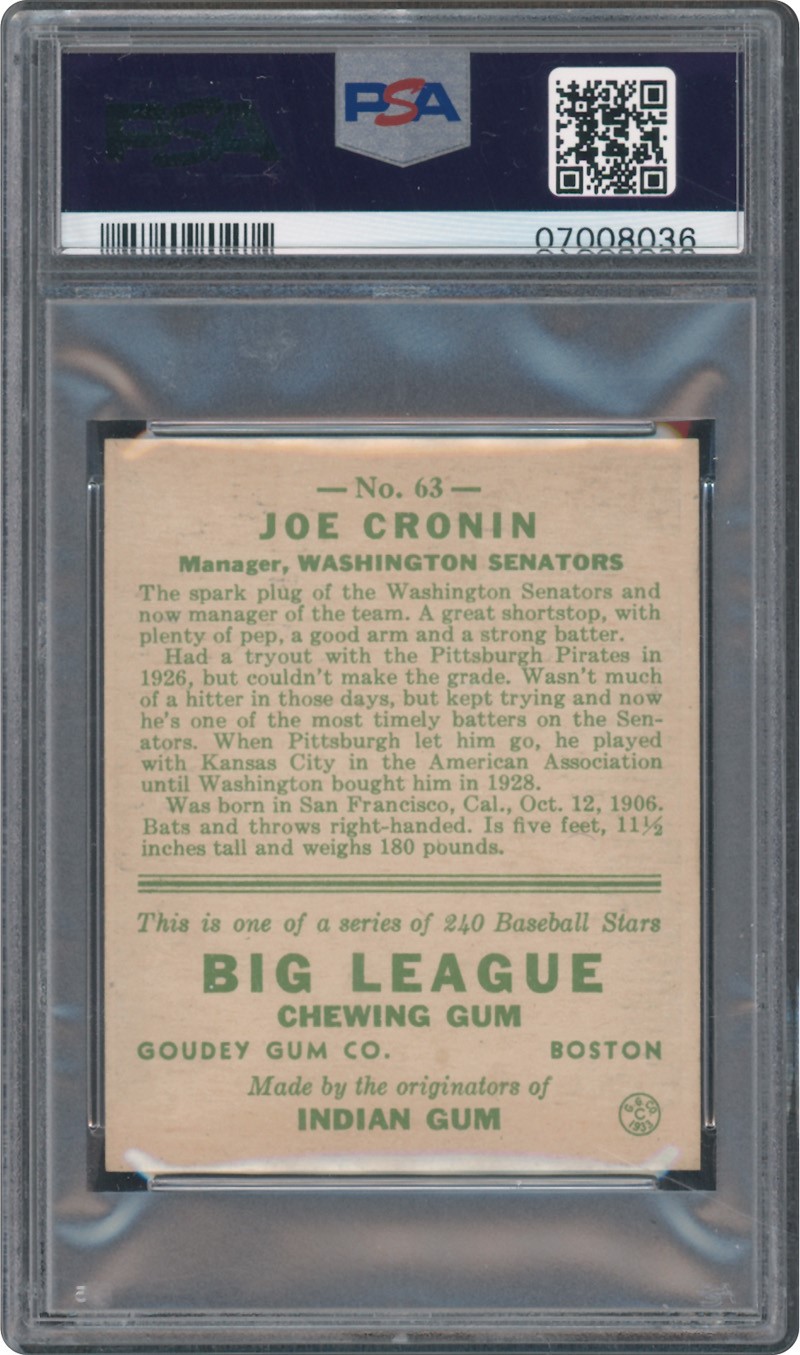 PSA
PSA
07008036
— No. 63 —
JOE CRONIN
Manager, WASHINGTON SENATORS
The spark plug of the Washington Senators and
now manager of the team. A great shortstop, with
plenty of pep, a good arm and a strong batter.
Had a tryout with the Pittsburgh Pirates in
1926, but couldn't make the grade. Wasn't much
of a hitter in those days, but kept trying and now
he's one of the most timely batters on the Sen-
ators. When Pittsburgh let him go, he played
with Kansas City in the American Association
until Washington bought him in 1928.
Was born in San Francisco, Cal., Oct. 12, 1906.
Bats and throws right-handed. Is five feet, 11½
inches tall and weighs 180 pounds.
This is one of a series of 240 Baseball Stars
BIG LEAGUE
CHEWING GUM
GOUDEY GUM CO. BOSTON
Made by the originators of
INDIAN GUM
G. G. Co.
C
1933